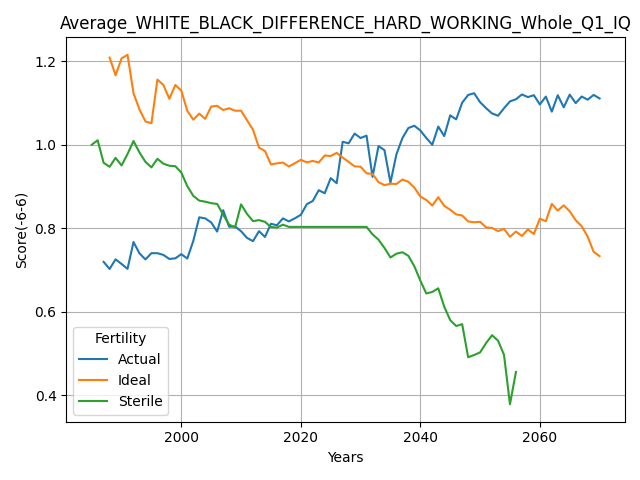 Average_WHITE_BLACK_DIFFERENCE_HARD_WORKING_Whole_Q1_IQ
Score(-6-6)
1.2
1.0
0.8
0.6
0.4
Fertility
Actual
Ideal
Sterile
2000 2020 2040 2060
Years